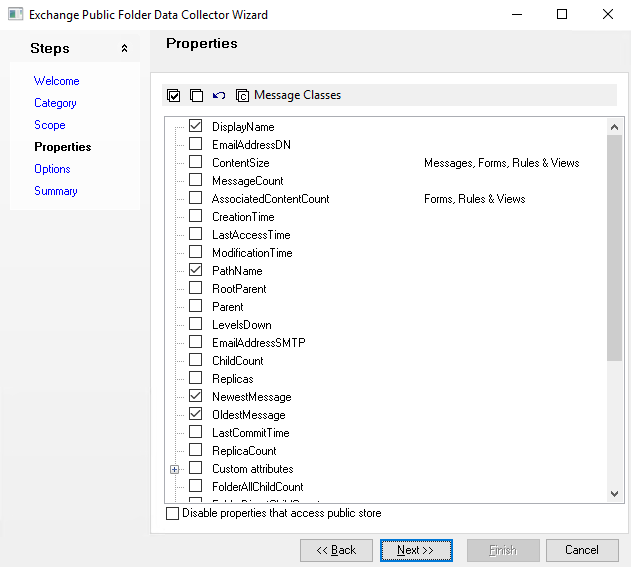 Exchange Public Folder Data Collector Wizard
Steps
Welcome
Category
Scope
Properties
Options
Summary
Properties
Message Classes
DisplayName
EmailAddressDN
ContentSize Messages, Forms, Rules & Views
MessageCount
AssociatedContentCount Forms, Rules & Views
CreationTime
LastAccessTime
ModificationTime
PathName
RootParent
Parent
LevelsDown
EmailAddressSMTP
ChildCount
Replicas
NewestMessage
OldestMessage
LastCommitTime
ReplicaCount
Custom attributes
FolderAllChildCount
Disable properties that access public store
<< Back
Next >>
Finish
Cancel